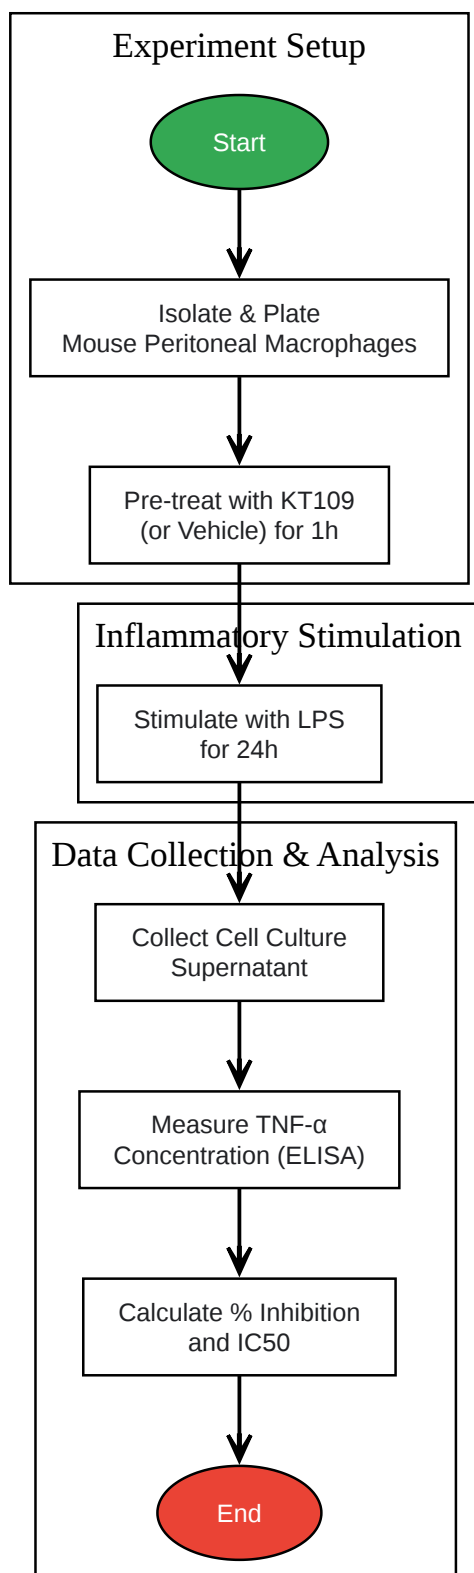 Experiment Setup
Start
Isolate & Plate
Mouse Peritoneal Macrophages
Pre-treat with KT109
(or Vehicle) for 1h
Inflammatory Stimulation
Stimulate with LPS
for 24h
Data Collection & Analysis
Collect Cell Culture
Supernatant
Measure TNF-α
Concentration (ELISA)
Calculate % Inhibition
and IC50
End